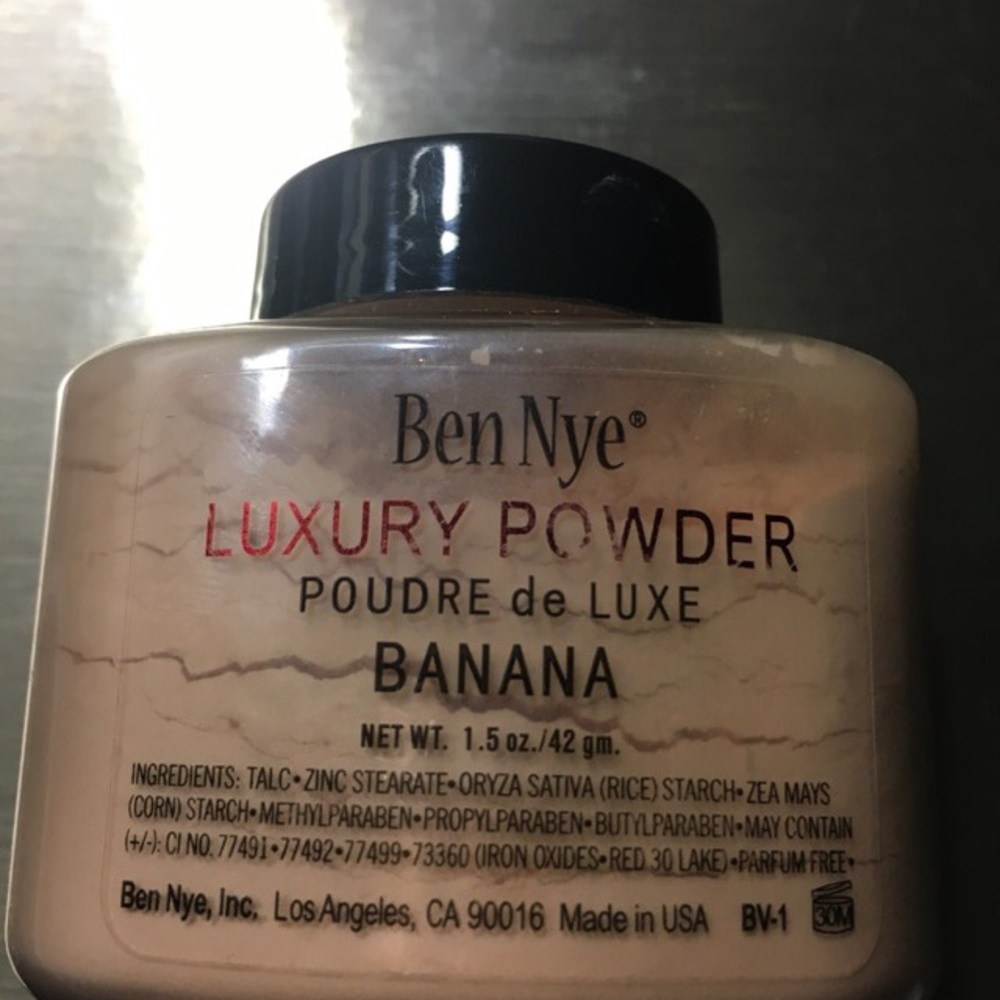 Ben Nye®
LUXURY POWDER
POUDRE de LUXE
BANANA
NET WT. 1.5 oz./42 gm.
INGREDIENTS: TALC•ZINC STEARATE•ORYZA SATIVA (RICE) STARCH•ZEA MAYS
(CORN) STARCH•METHYLPARABEN•PROPYLPARABEN•BUTYLPARABEN•MAY CONTAIN
(+/-): CI NO. 77491•77492•77499•73360 (IRON OXIDES•RED 30 LAKE)•PARFUM FREE•
Ben Nye, Inc. Los Angeles, CA 90016 Made in USA BV-1 30M